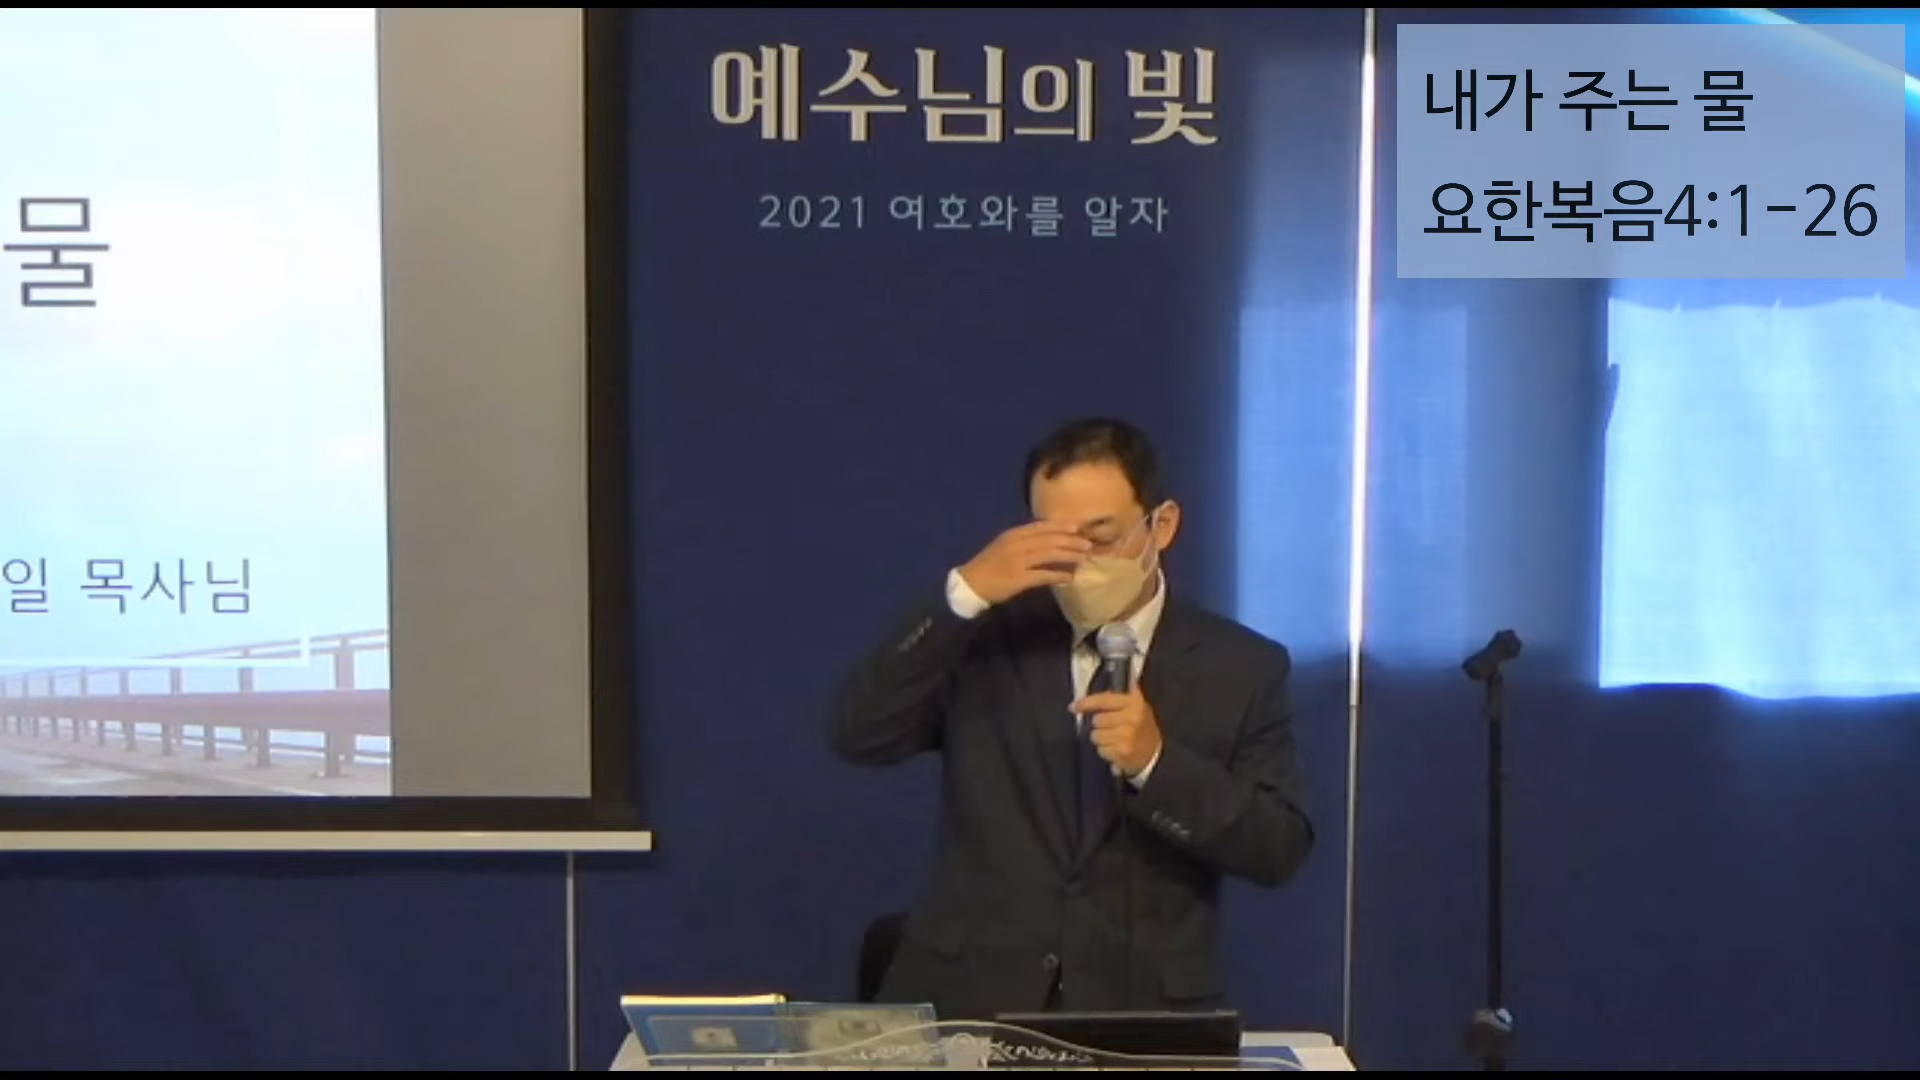 예수님의 빛
2021 여호와를 알자
내가 주는 물
요한복음4:1-26
물
일 목사님